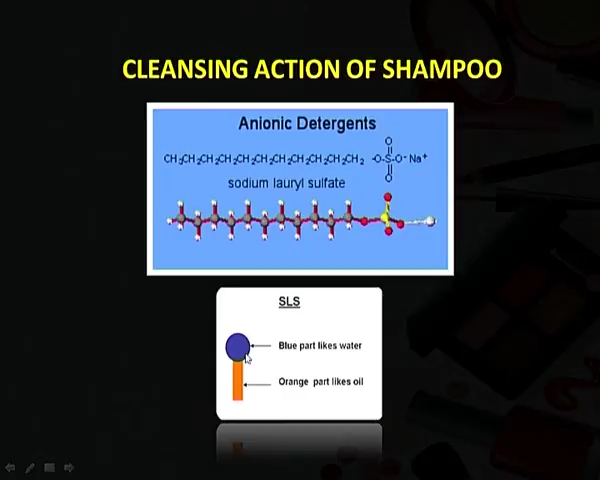 CLEANSING ACTION OF SHAMPOO
Anionic Detergents
O
CH3CH2CH2CH2CH2CH2CH2CH2CH2CH2CH2CH2 -O-S-O- Na+
O
sodium lauryl sulfate
SLS
Blue part likes water
Orange part likes oil